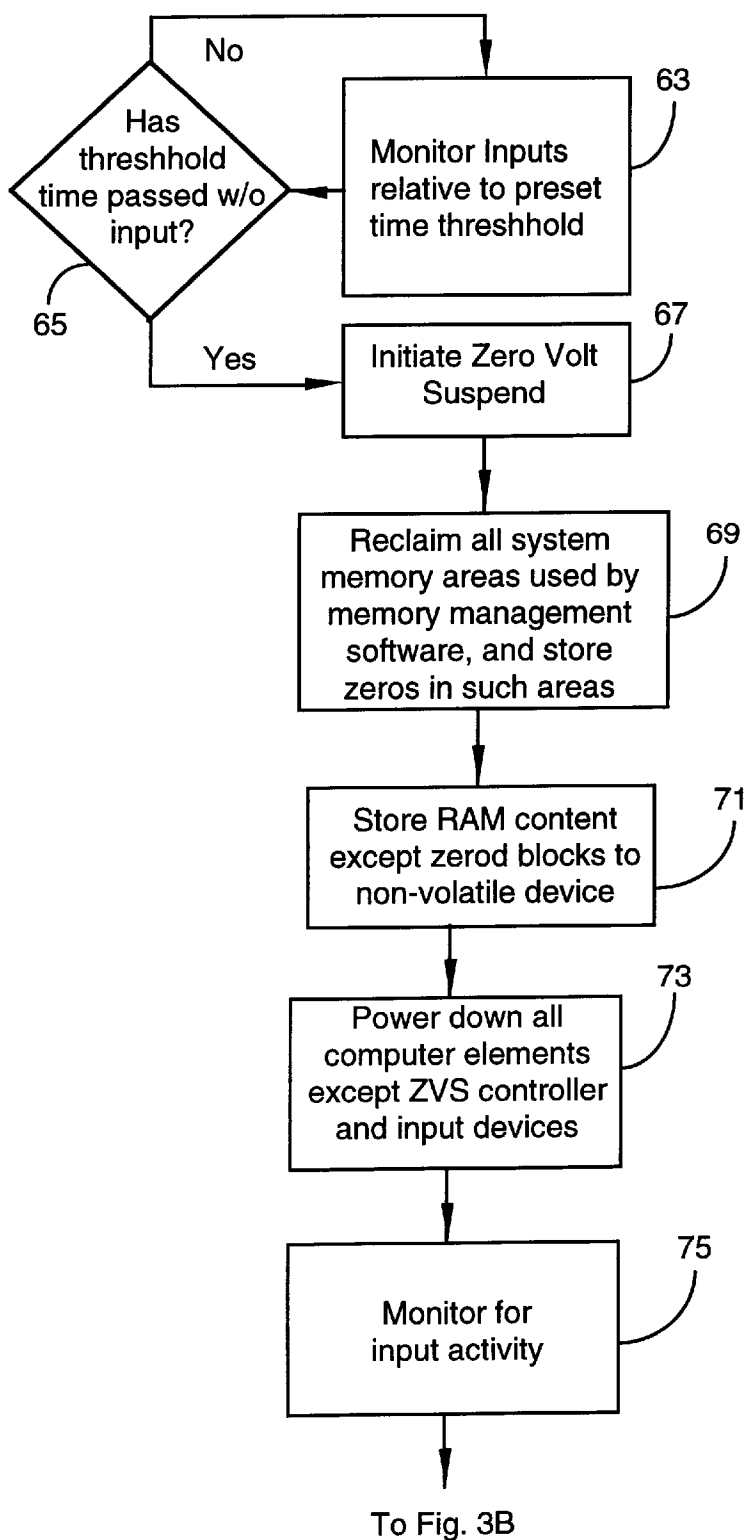 No
63
Has
threshhold
time passed w/o
input?
Monitor Inputs
relative to preset
time threshhold
65
67
Yes
Initiate Zero Volt
Suspend
69
Reclaim all system
memory areas used by
memory management
software, and store
zeros in such areas
71
Store RAM content
except zerod blocks to
non-volatile device
73
Power down all
computer elements
except ZVS controller
and input devices
75
Monitor for
input activity
To Fig. 3B